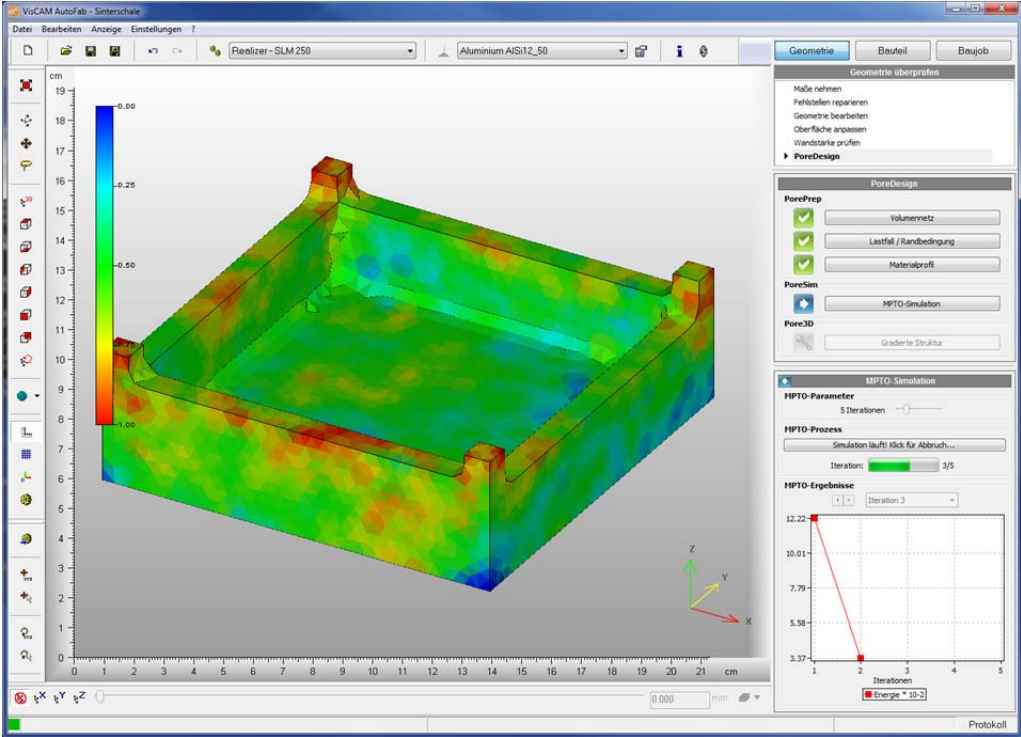 VisCAM AutoFab - Sinterschale
Datei Bearbeiten Anzeige Einstellungen ?
Realizer - SLM 250
Aluminium AlSi12_50
Geometrie Bauteil Baujob
Geometrie überprüfen
Maße nehmen
Fehlstellen reparieren
Geometrie bearbeiten
Oberfläche anpassen
Wandstärke prüfen
PoreDesign
PoreDesign
PorePrep
Volumennetz
Lastfall / Randbedingung
Materialprofil
PoreSim
MPTO-Simulation
Pore3D
Gradierte Struktur
MPTO-Simulation
MPTO-Parameter
5 Iterationen
MPTO-Prozess
Simulation läuft! Klick für Abbruch...
Iteration: 3/5
MPTO-Ergebnisse
Iteration 3
12.22
10.01
7.79
5.58
3.37
1 2 3 4 5
Iterationen
Energie * 10-2
cm
19
18
17
16
15
14
13
12
11
10
9
8
7
6
5
4
3
2
1
0
0.00
0.25
0.50
0.75
1.00
Z
Y
X
0 1 2 3 4 5 6 7 8 9 10 11 12 13 14 15 16 17 18 19 20 21 cm
X Y Z
0.000 mm
Protokoll